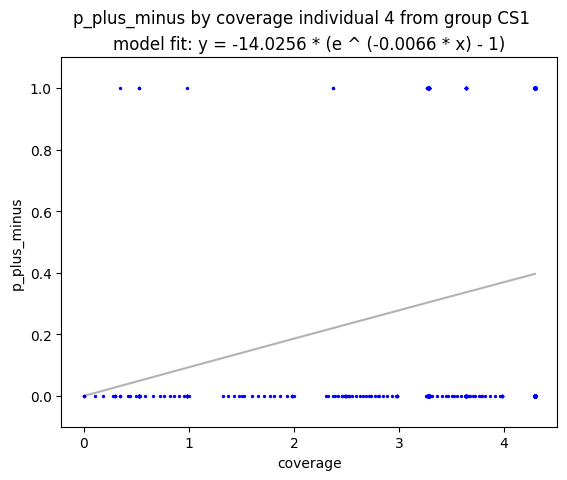 p_plus_minus by coverage individual 4 from group CS1
model fit: y = -14.0256 * (e ^ (-0.0066 * x) - 1)
1.0
0.8
0.6
0.4
0.2
0.0
p_plus_minus
0 1 2 3 4
coverage